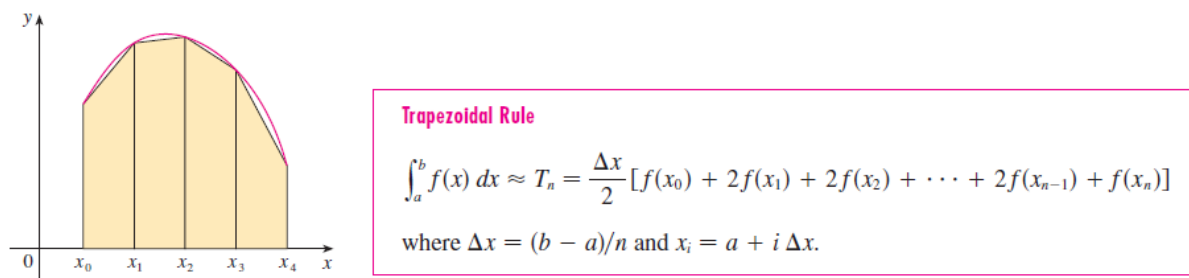 y
0 x₀ x₁ x₂ x₃ x₄ x
Trapezoidal Rule
∫ₐᵇ f(x) dx ≈ Tₙ = Δx/2 [f(x₀) + 2f(x₁) + 2f(x₂) + ⋯ + 2f(xₙ₋₁) + f(xₙ)]
where Δx = (b − a)/n and xᵢ = a + i Δx.